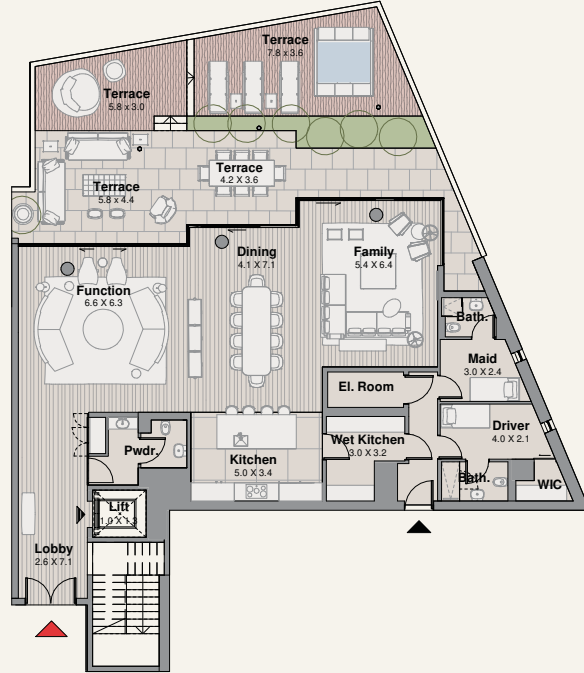 Terrace
7.8 x 3.6
Terrace
5.8 x 3.0
Terrace
4.2 X 3.6
Terrace
5.8 x 4.4
Dining
4.1 X 7.1
Family
5.4 X 6.4
Function
6.6 X 6.3
Bath.
Maid
3.0 X 2.4
El. Room
Driver
4.0 X 2.1
Wet Kitchen
3.0 X 3.2
Pwdr.
Kitchen
5.0 X 3.4
Bath.
WIC
Lift
Lobby
2.6 X 7.1